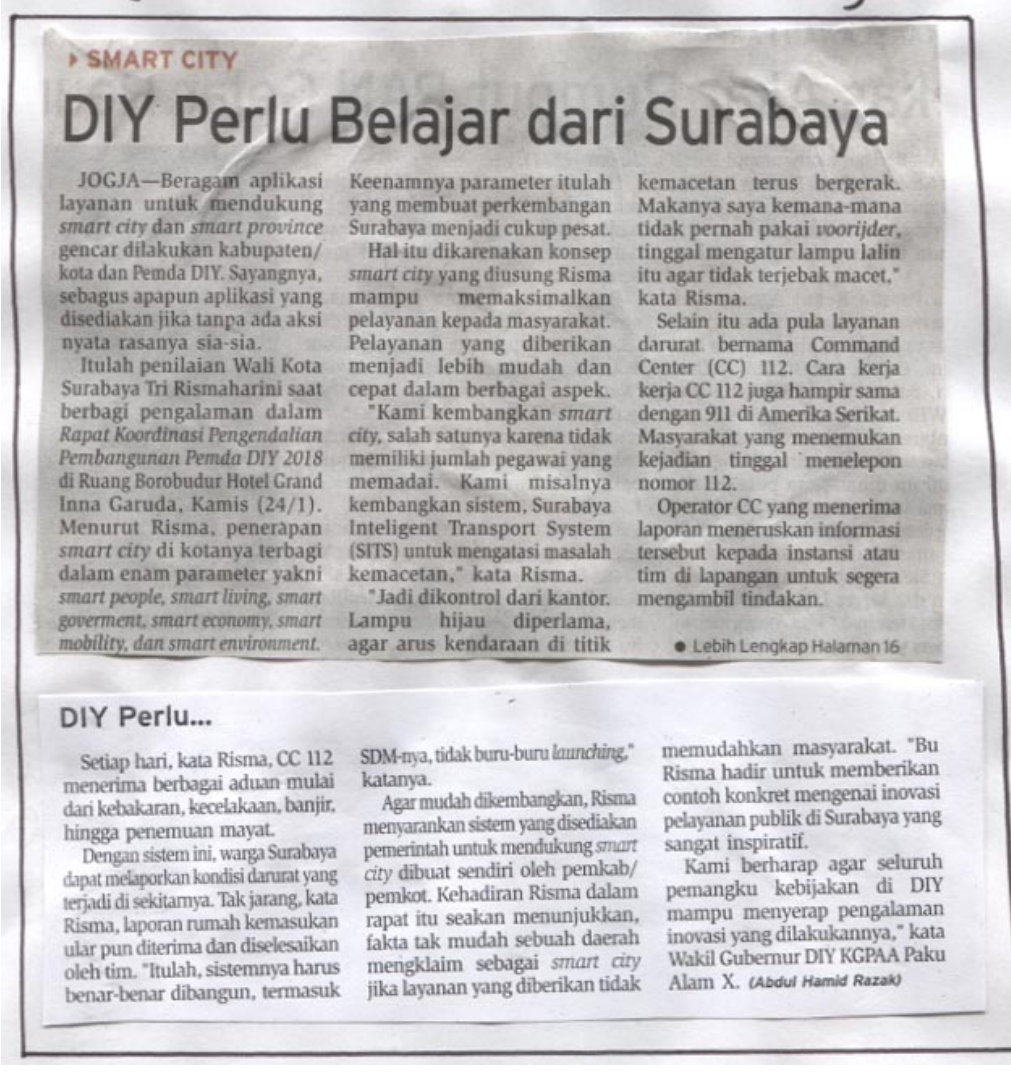 SMART CITY
DIY Perlu Belajar dari Surabaya
JOGJA—Beragam aplikasi
layanan untuk mendukung
smart city dan smart province
gencar dilakukan kabupaten/
kota dan Pemda DIY. Sayangnya,
sebagus apapun aplikasi yang
disediakan jika tanpa ada aksi
nyata rasanya sia-sia.
Itulah penilaian Wali Kota
Surabaya Tri Rismaharini saat
berbagi pengalaman dalam
Rapat Koordinasi Pengendalian
Pembangunan Pemda DIY 2018
di Ruang Borobudur Hotel Grand
Inna Garuda, Kamis (24/1).
Menurut Risma, penerapan
smart city di kotanya terbagi
dalam enam parameter yakni
smart people, smart living, smart
goverment, smart economy, smart
mobility, dan smart environment.
Keenamnya parameter itulah
yang membuat perkembangan
Surabaya menjadi cukup pesat.
Hal itu dikarenakan konsep
smart city yang diusung Risma
mampu memaksimalkan
pelayanan kepada masyarakat.
Pelayanan yang diberikan
menjadi lebih mudah dan
cepat dalam berbagai aspek.
"Kami kembangkan smart
city, salah satunya karena tidak
memiliki jumlah pegawai yang
memadai. Kami misalnya
kembangkan sistem, Surabaya
Inteligent Transport System
(SITS) untuk mengatasi masalah
kemacetan," kata Risma.
"Jadi dikontrol dari kantor.
Lampu hijau diperlama,
agar arus kendaraan di titik
kemacetan terus bergerak.
Makanya saya kemana-mana
tidak pernah pakai voorijder,
tinggal mengatur lampu lalin
itu agar tidak terjebak macet,"
kata Risma.
Selain itu ada pula layanan
darurat bernama Command
Center (CC) 112. Cara kerja
kerja CC 112 juga hampir sama
dengan 911 di Amerika Serikat.
Masyarakat yang menemukan
kejadian tinggal menelepon
nomor 112.
Operator CC yang menerima
laporan meneruskan informasi
tersebut kepada instansi atau
tim di lapangan untuk segera
mengambil tindakan.
● Lebih Lengkap Halaman 16
DIY Perlu...
Setiap hari, kata Risma, CC 112
menerima berbagai aduan mulai
dari kebakaran, kecelakaan, banjir,
hingga penemuan mayat.
Dengan sistem ini, warga Surabaya
dapat melaporkan kondisi darurat yang
terjadi di sekitarnya. Tak jarang, kata
Risma, laporan rumah kemasukan
ular pun diterima dan diselesaikan
oleh tim. "Itulah, sistemnya harus
benar-benar dibangun, termasuk
SDM-nya, tidak buru-buru launching,"
katanya.
Agar mudah dikembangkan, Risma
menyarankan sistem yang disediakan
pemerintah untuk mendukung smart
city dibuat sendiri oleh pemkab/
pemkot. Kehadiran Risma dalam
rapat itu seakan menunjukkan,
fakta tak mudah sebuah daerah
mengklaim sebagai smart city
jika layanan yang diberikan tidak
memudahkan masyarakat. "Bu
Risma hadir untuk memberikan
contoh konkret mengenai inovasi
pelayanan publik di Surabaya yang
sangat inspiratif.
Kami berharap agar seluruh
pemangku kebijakan di DIY
mampu menyerap pengalaman
inovasi yang dilakukannya," kata
Wakil Gubernur DIY KGPAA Paku
Alam X. (Abdul Hamid Razak)